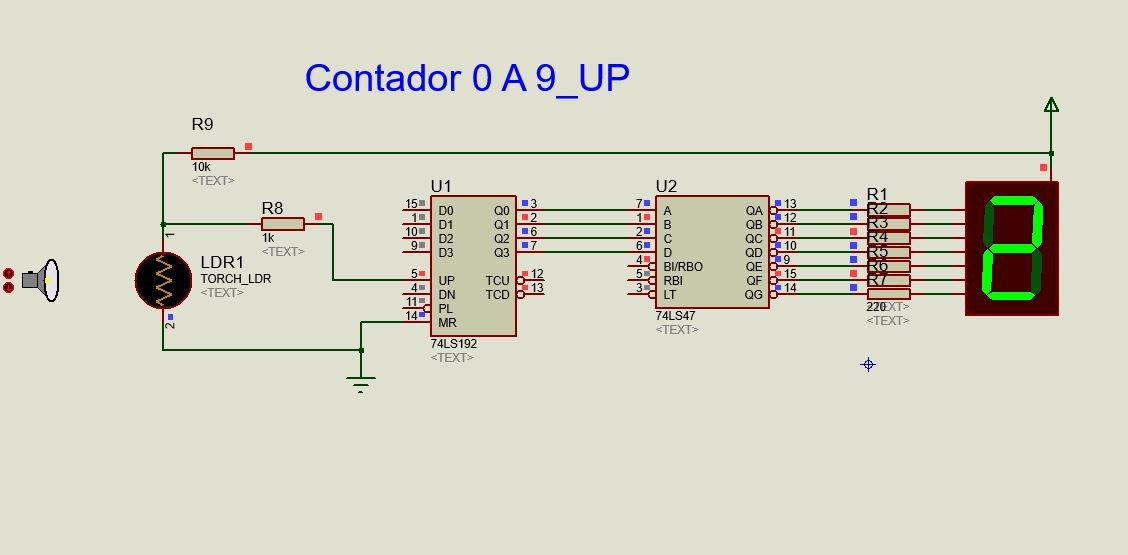 Contador 0 A 9_UP
R9
10k
<TEXT>
R8
1k
<TEXT>
1
LDR1
TORCH_LDR
<TEXT>
2
U1
15 D0 Q0 3
1 D1 Q1 2
10 D2 Q2 6
9 D3 Q3 7
5 UP TCU 12
4 DN TCD 13
11 PL
14 MR
74LS192
<TEXT>
U2
7 A QA 13
1 B QB 12
2 C QC 11
6 D QD 10
4 BI/RBO QE 9
5 RBI QF 15
3 LT QG 14
74LS47
<TEXT>
R1
R2
R3
R4
R5
R6
R7
220
<TEXT>
<TEXT>
2